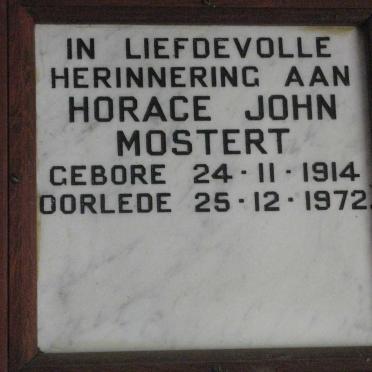 IN LIEFDEVOLLE
HERINNERING AAN
HORACE JOHN
MOSTERT
GEBORE 24·11·1914
OORLEDE 25·12·1972.